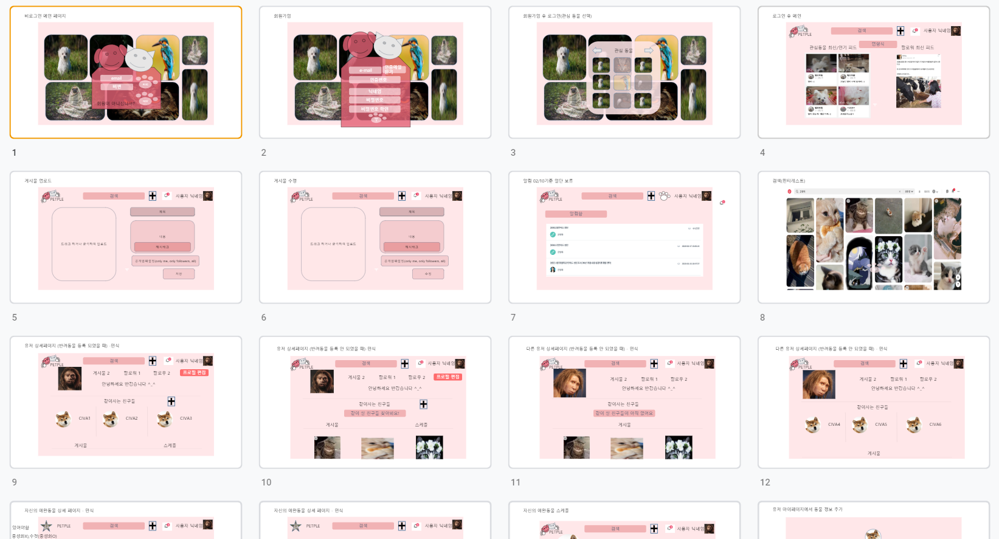 비로그인 메인 페이지
email
비번
회원이 아니십니까?
1
회원가입
e-mail
인증메일 받기
인증번호
닉네임
비밀번호
비밀번호 확인
2
회원가입 후 로그인(관심 동물 선택)
관심 동물
3
로그인 후 메인
PETPLE
검색
사용자 닉네임
관심동물 최신/인기 피드
앨범식
팔로워 최신 피드
4
게시물 업로드
PETPLE
검색
사용자 닉네임
제목
내용
드래그 하거나 클릭하여 업로드
해시태그
공개범위설정(only me, only followers, all)
5
게시물 수정
PETPLE
검색
사용자 닉네임
제목
내용
드래그 하거나 클릭하여 업로드
해시태그
공개범위설정(only me, only followers, all)
수정
6
알림 02/10기준 일단 보류
PETPLE
검색
사용자 닉네임
알림함
7
검색(핀터레스트)
8
유저 상세페이지 (반려동물 등록 되었을 때) - 민식
PETPLE
검색
사용자 닉네임
게시물 2
팔로워 1
팔로우 2
프로필 편집
안녕하세요 반갑습니다 ^_^
같이사는 친구들
CIVA1
CIVA2
CIVA3
게시물
스케쥴
9
유저 상세페이지 (반려동물 등록 안 되었을 때) 민식
PETPLE
검색
사용자 닉네임
게시물 2
팔로워 1
팔로우 2
프로필 편집
안녕하세요 반갑습니다 ^_^
같이사는 친구들
같이 살 친구들 찾아봐요!
게시물
스케쥴
10
다른 유저 상세페이지 (반려동물 등록 안 되었을 때) - 민식
PETPLE
검색
사용자 닉네임
게시물 2
팔로워 1
팔로우 2
안녕하세요 반갑습니다 ^_^
같이사는 친구들
같이 살 친구들이 아직 없어요
게시물
11
다른 유저 상세페이지 (반려동물 등록 되었을 때) - 민식
PETPLE
검색
사용자 닉네임
게시물 2
팔로워 1
팔로우 2
안녕하세요 반갑습니다 ^_^
같이사는 친구들
CIVA4
CIVA5
CIVA6
게시물
12
자신의 애완동물 상세 페이지 - 민식
있어야함
PETPLE
검색
사용자 닉네임
중성화X),수컷(중성화O)
자신의 애완동물 상세 페이지 - 민식
PETPLE
검색
사용자 닉네임
자신의 애완동물 스케쥴
PETPLE
검색
사용자 닉네임
유저 마이페이지에서 동물 정보 추가